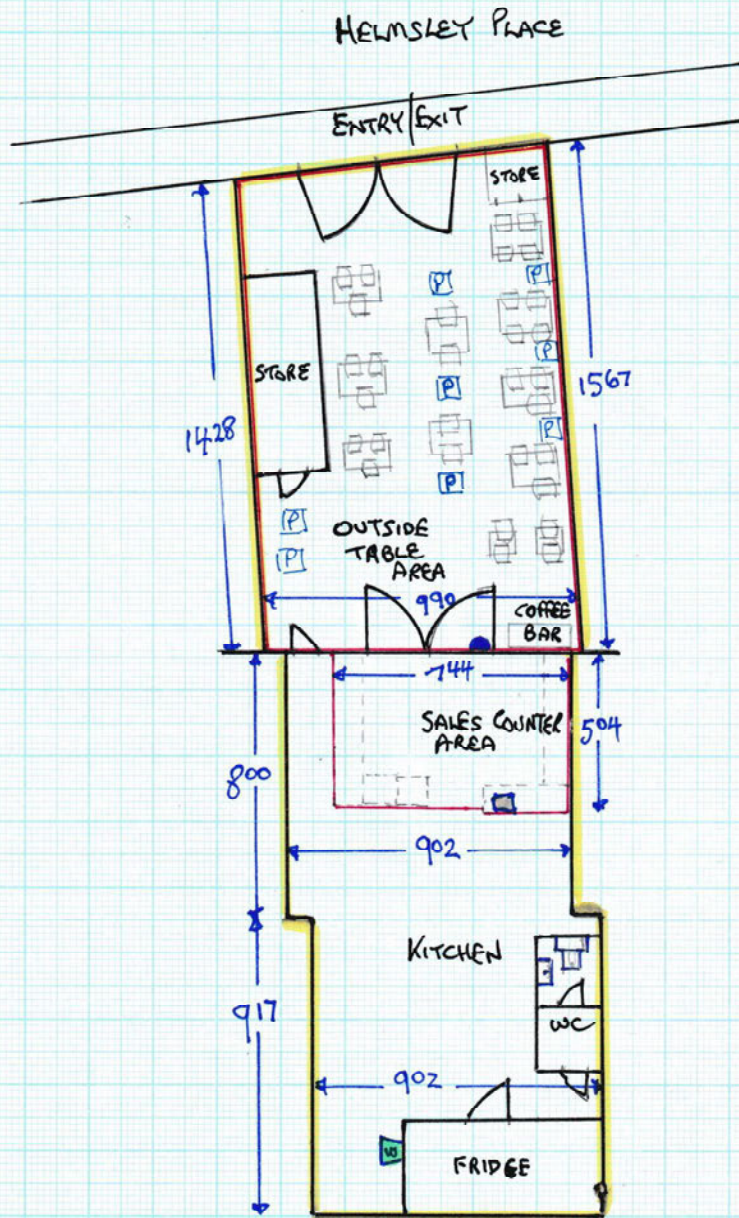 HELMSLEY PLACE
ENTRY/EXIT
STORE
P
P
STORE
P
P
1567
1428
P
P
P
P
OUTSIDE
TABLE
AREA
990
COFFEE
BAR
744
SALES COUNTER
AREA
504
800
902
KITCHEN
917
WC
902
FRIDGE